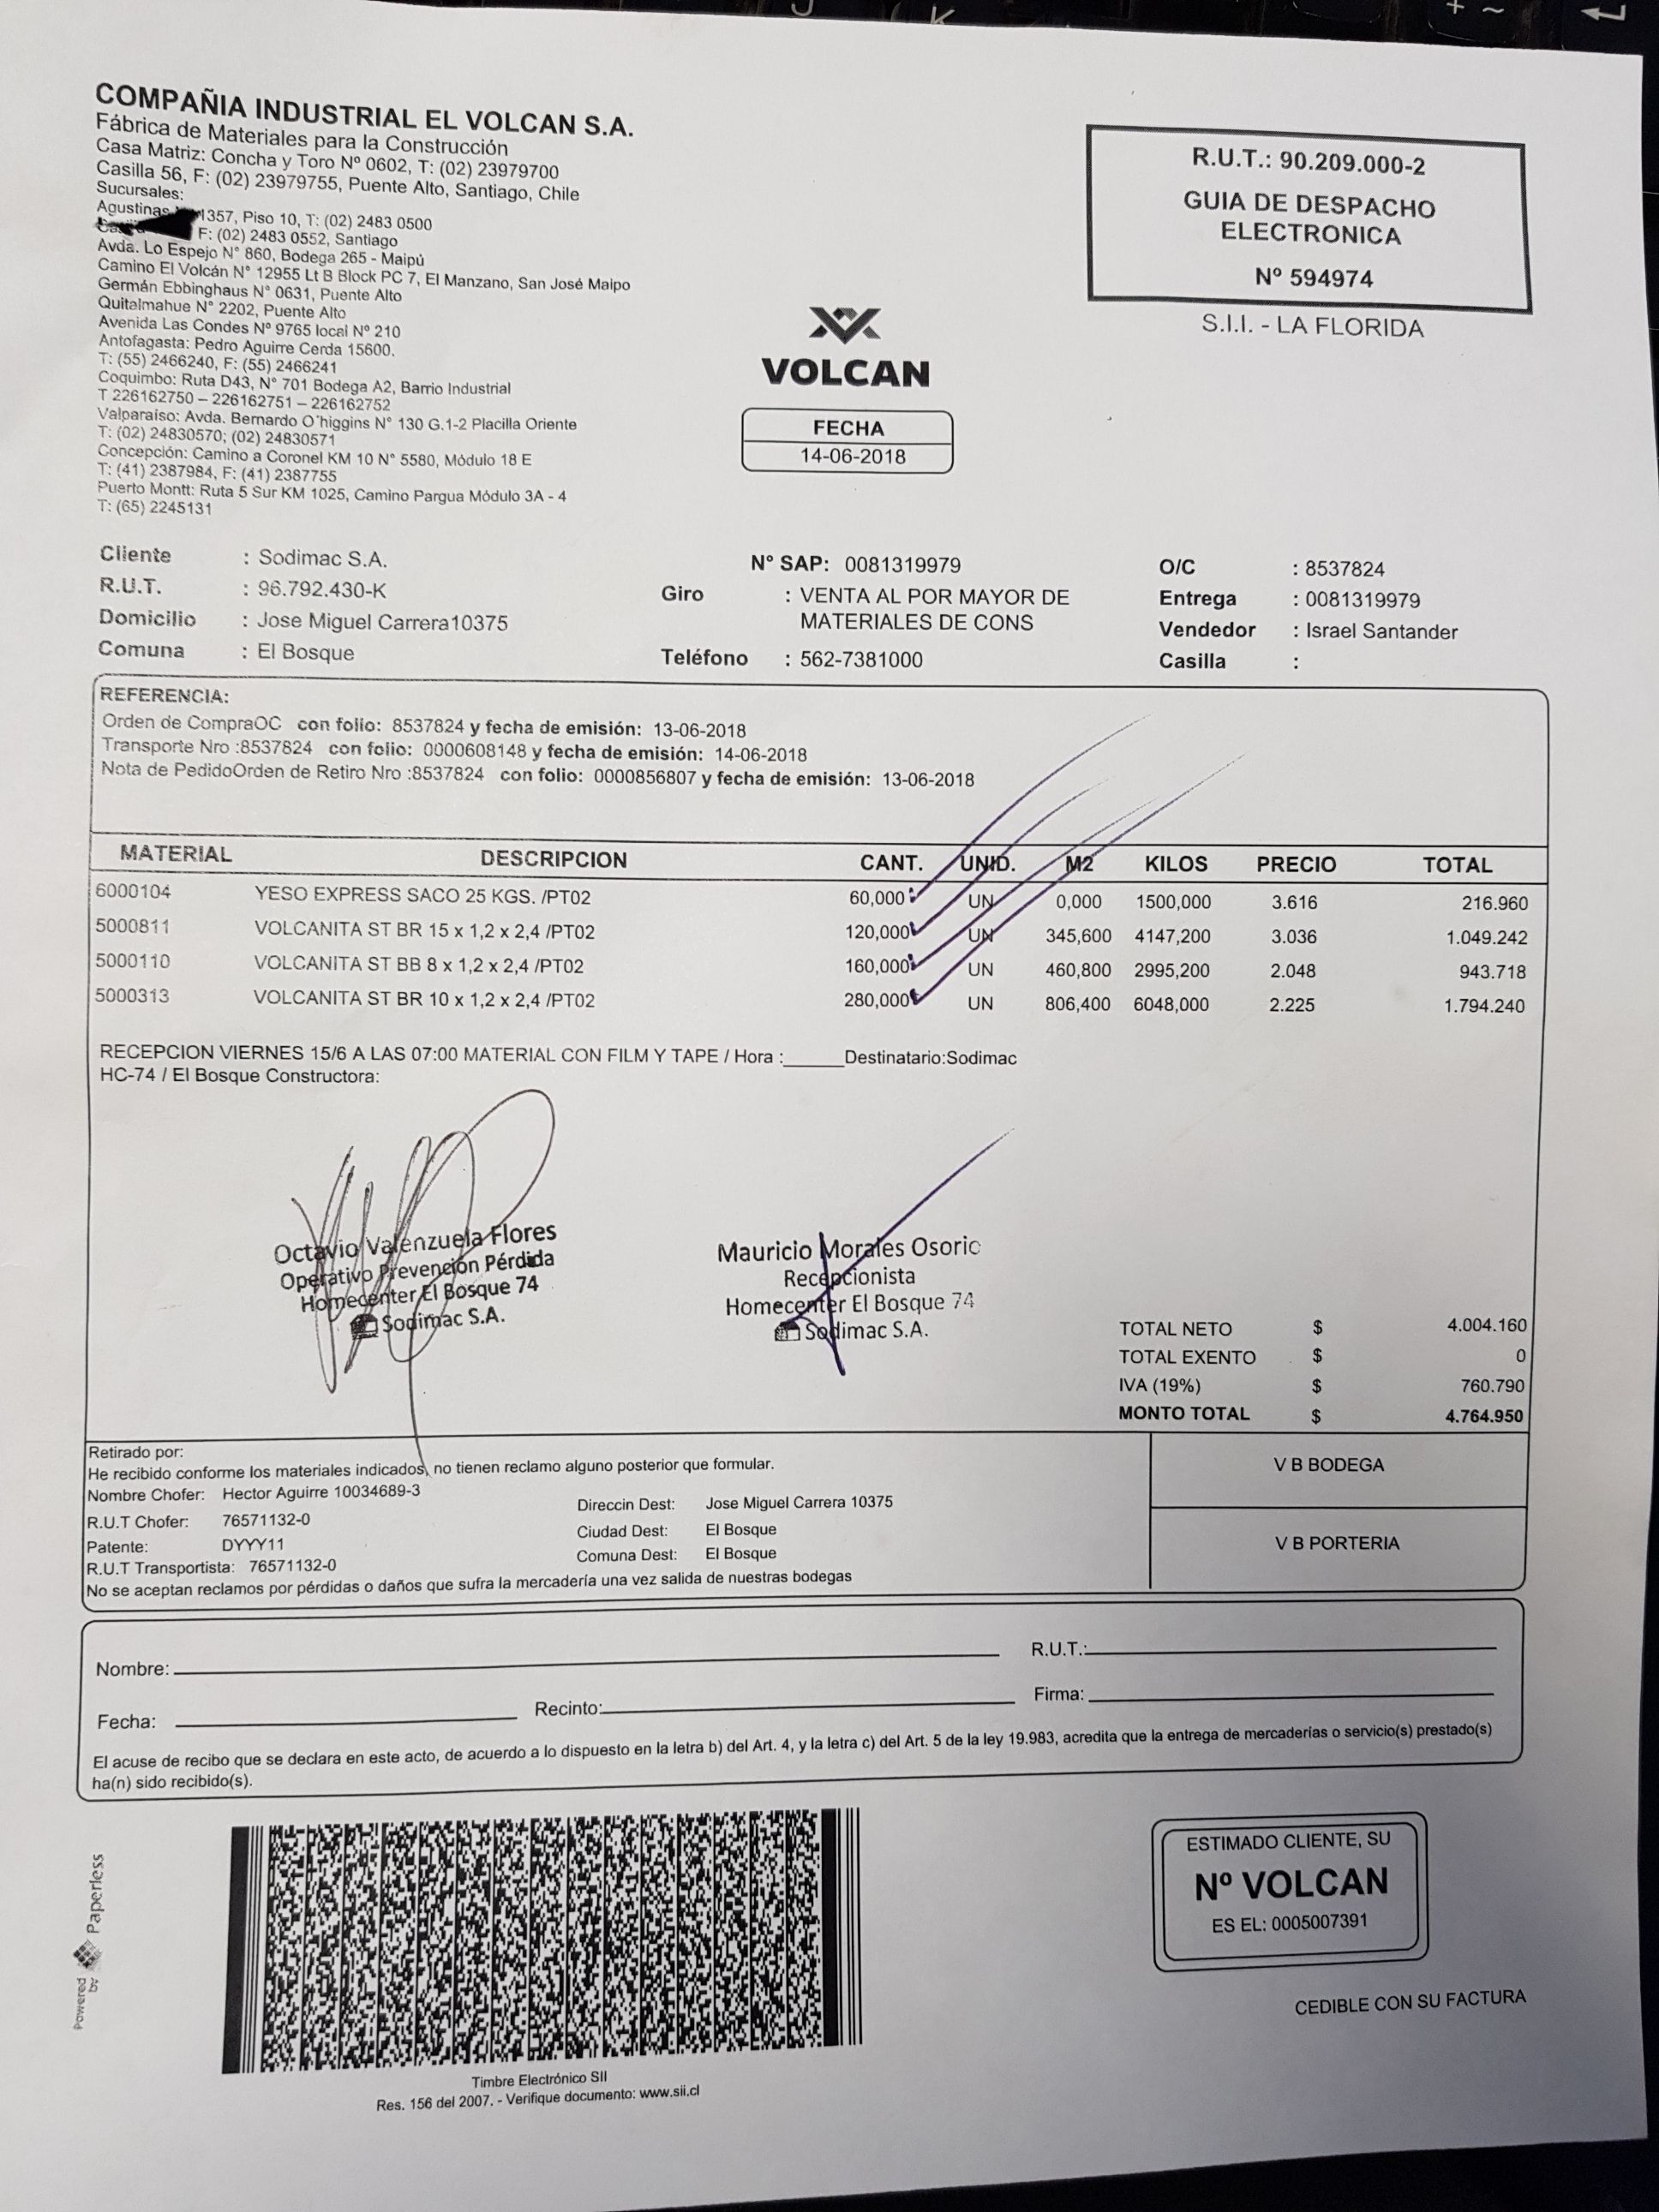 COMPAÑIA INDUSTRIAL EL VOLCAN S.A.
Fábrica de Materiales para la Construcción
Casa Matriz: Concha y Toro Nº 0602, T: (02) 23979700
Casilla 56, F: (02) 23979755, Puente Alto, Santiago, Chile
Sucursales:
Agustinas 1357, Piso 10, T: (02) 2483 0500
F: (02) 2483 0552, Santiago
Avda. Lo Espejo N° 860, Bodega 265 - Maipú
Camino El Volcán N° 12955 Lt B Block PC 7, El Manzano, San José Maipo
Germán Ebbinghaus N° 0631, Puente Alto
Quitalmahue N° 2202, Puente Alto
Avenida Las Condes Nº 9765 local Nº 210
Antofagasta: Pedro Aguirre Cerda 15600.
T: (55) 2466240, F: (55) 2466241
Coquimbo: Ruta D43, N° 701 Bodega A2, Barrio Industrial
T 226162750 – 226162751 – 226162752
Valparaíso: Avda. Bernardo O´higgins N° 130 G.1-2 Placilla Oriente
T: (02) 24830570; (02) 24830571
Concepción: Camino a Coronel KM 10 N° 5580, Módulo 18 E
T: (41) 2387984, F: (41) 2387755
Puerto Montt: Ruta 5 Sur KM 1025, Camino Pargua Módulo 3A - 4
T: (65) 2245131
R.U.T.: 90.209.000-2
GUIA DE DESPACHO
ELECTRONICA
Nº 594974
S.I.I. - LA FLORIDA
VOLCAN
FECHA
14-06-2018
Cliente : Sodimac S.A.
R.U.T. : 96.792.430-K
Domicilio : Jose Miguel Carrera10375
Comuna : El Bosque
N° SAP: 0081319979
Giro : VENTA AL POR MAYOR DE
MATERIALES DE CONS
Teléfono : 562-7381000
O/C : 8537824
Entrega : 0081319979
Vendedor : Israel Santander
Casilla :
REFERENCIA:
Orden de CompraOC con folio: 8537824 y fecha de emisión: 13-06-2018
Transporte Nro :8537824 con folio: 0000608148 y fecha de emisión: 14-06-2018
Nota de PedidoOrden de Retiro Nro :8537824 con folio: 0000856807 y fecha de emisión: 13-06-2018
MATERIAL DESCRIPCION CANT. UNID. M2 KILOS PRECIO TOTAL
6000104 YESO EXPRESS SACO 25 KGS. /PT02 60,000 UN 0,000 1500,000 3.616 216.960
5000811 VOLCANITA ST BR 15 x 1,2 x 2,4 /PT02 120,000 UN 345,600 4147,200 3.036 1.049.242
5000110 VOLCANITA ST BB 8 x 1,2 x 2,4 /PT02 160,000 UN 460,800 2995,200 2.048 943.718
5000313 VOLCANITA ST BR 10 x 1,2 x 2,4 /PT02 280,000 UN 806,400 6048,000 2.225 1.794.240
RECEPCION VIERNES 15/6 A LAS 07:00 MATERIAL CON FILM Y TAPE / Hora :______Destinatario:Sodimac
HC-74 / El Bosque Constructora:
Octavio Valenzuela Flores
Operativo Prevención Pérdida
Homecenter El Bosque 74
Sodimac S.A.
Mauricio Morales Osorio
Recepcionista
Homecenter El Bosque 74
Sodimac S.A.
TOTAL NETO $ 4.004.160
TOTAL EXENTO $ 0
IVA (19%) $ 760.790
MONTO TOTAL $ 4.764.950
Retirado por:
He recibido conforme los materiales indicados, no tienen reclamo alguno posterior que formular.
Nombre Chofer: Hector Aguirre 10034689-3
R.U.T Chofer: 76571132-0
Patente: DYYY11
R.U.T Transportista: 76571132-0
Direccin Dest: Jose Miguel Carrera 10375
Ciudad Dest: El Bosque
Comuna Dest: El Bosque
No se aceptan reclamos por pérdidas o daños que sufra la mercadería una vez salida de nuestras bodegas
V B BODEGA
V B PORTERIA
Nombre: R.U.T.:
Fecha: Recinto: Firma:
El acuse de recibo que se declara en este acto, de acuerdo a lo dispuesto en la letra b) del Art. 4, y la letra c) del Art. 5 de la ley 19.983, acredita que la entrega de mercaderías o servicio(s) prestado(s)
ha(n) sido recibido(s).
Powered by Paperless
Timbre Electrónico SII
Res. 156 del 2007. - Verifique documento: www.sii.cl
ESTIMADO CLIENTE, SU
Nº VOLCAN
ES EL: 0005007391
CEDIBLE CON SU FACTURA